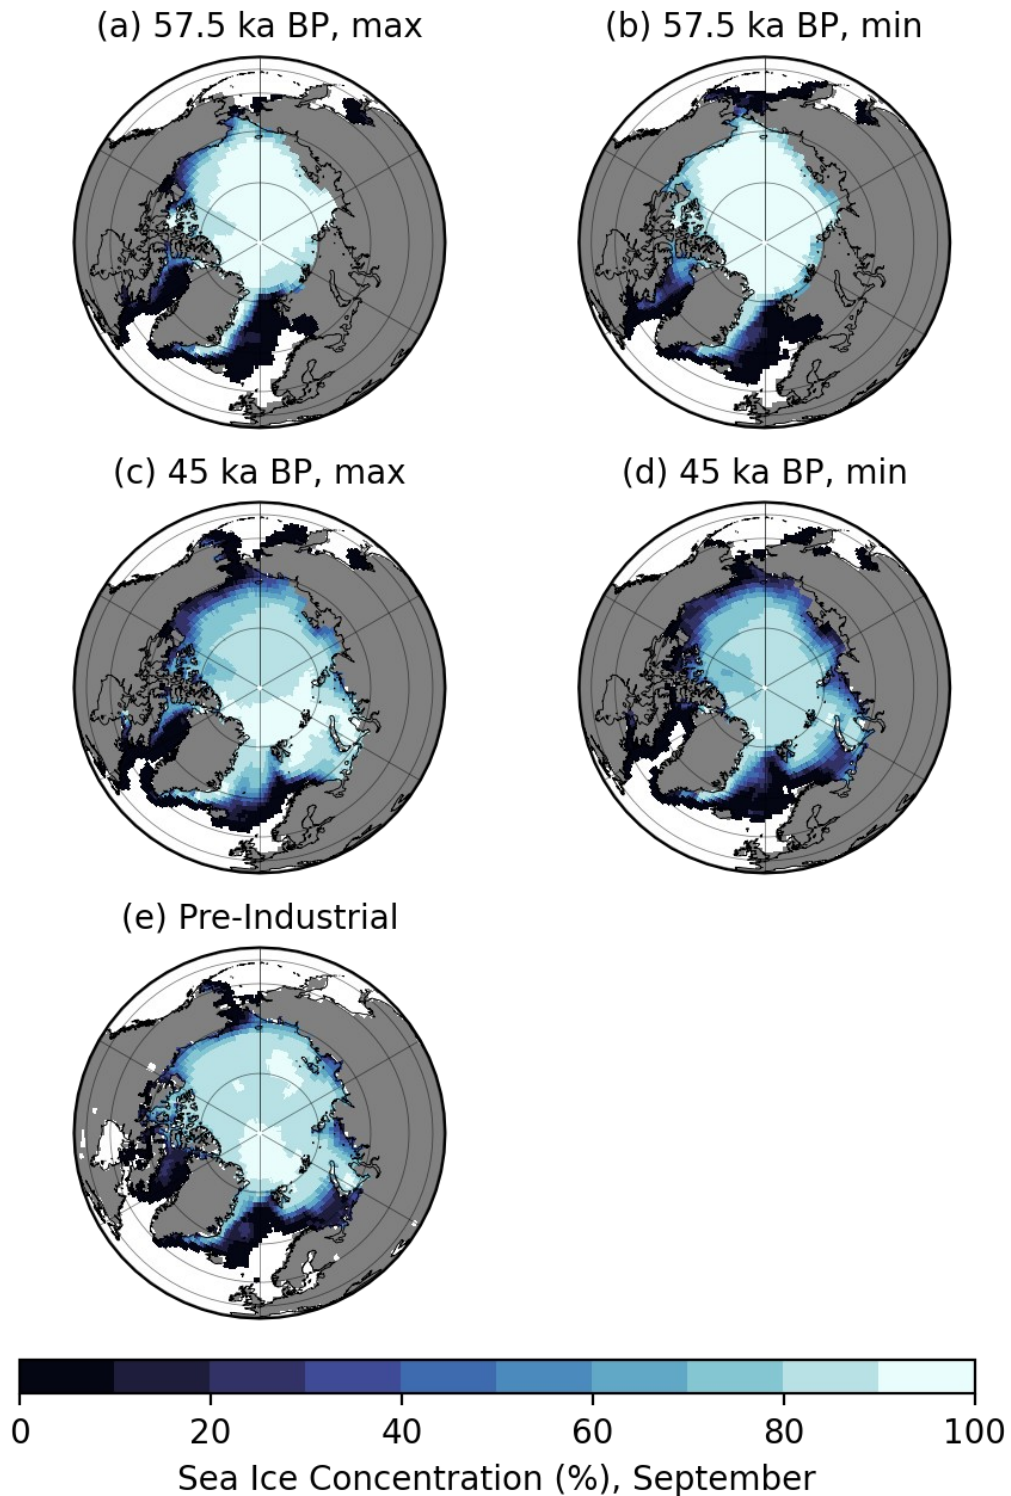 (a) 57.5 ka BP, max
(b) 57.5 ka BP, min
(c) 45 ka BP, max
(d) 45 ka BP, min
(e) Pre-Industrial
0 20 40 60 80 100
Sea Ice Concentration (%), September